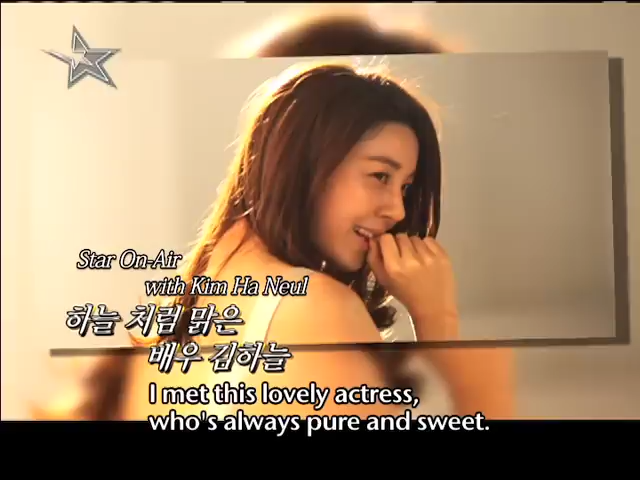 Star On-Air
with Kim Ha Neul
하늘 처럼 맑은
배우 김하늘
I met this lovely actress,
who's always pure and sweet.